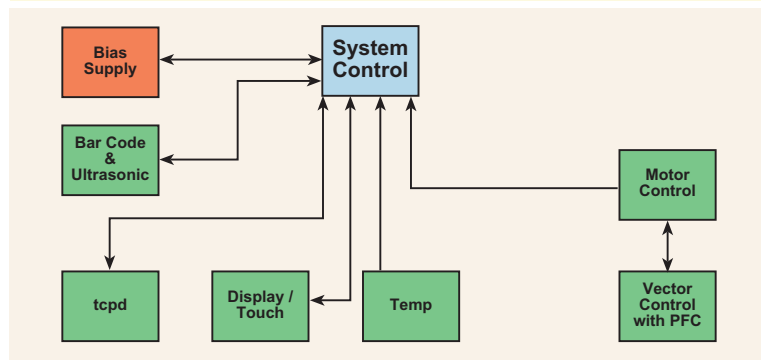 Bias
Supply
System
Control
Bar Code
&
Ultrasonic
Motor
Control
tcpd
Display /
Touch
Temp
Vector
Control
with PFC